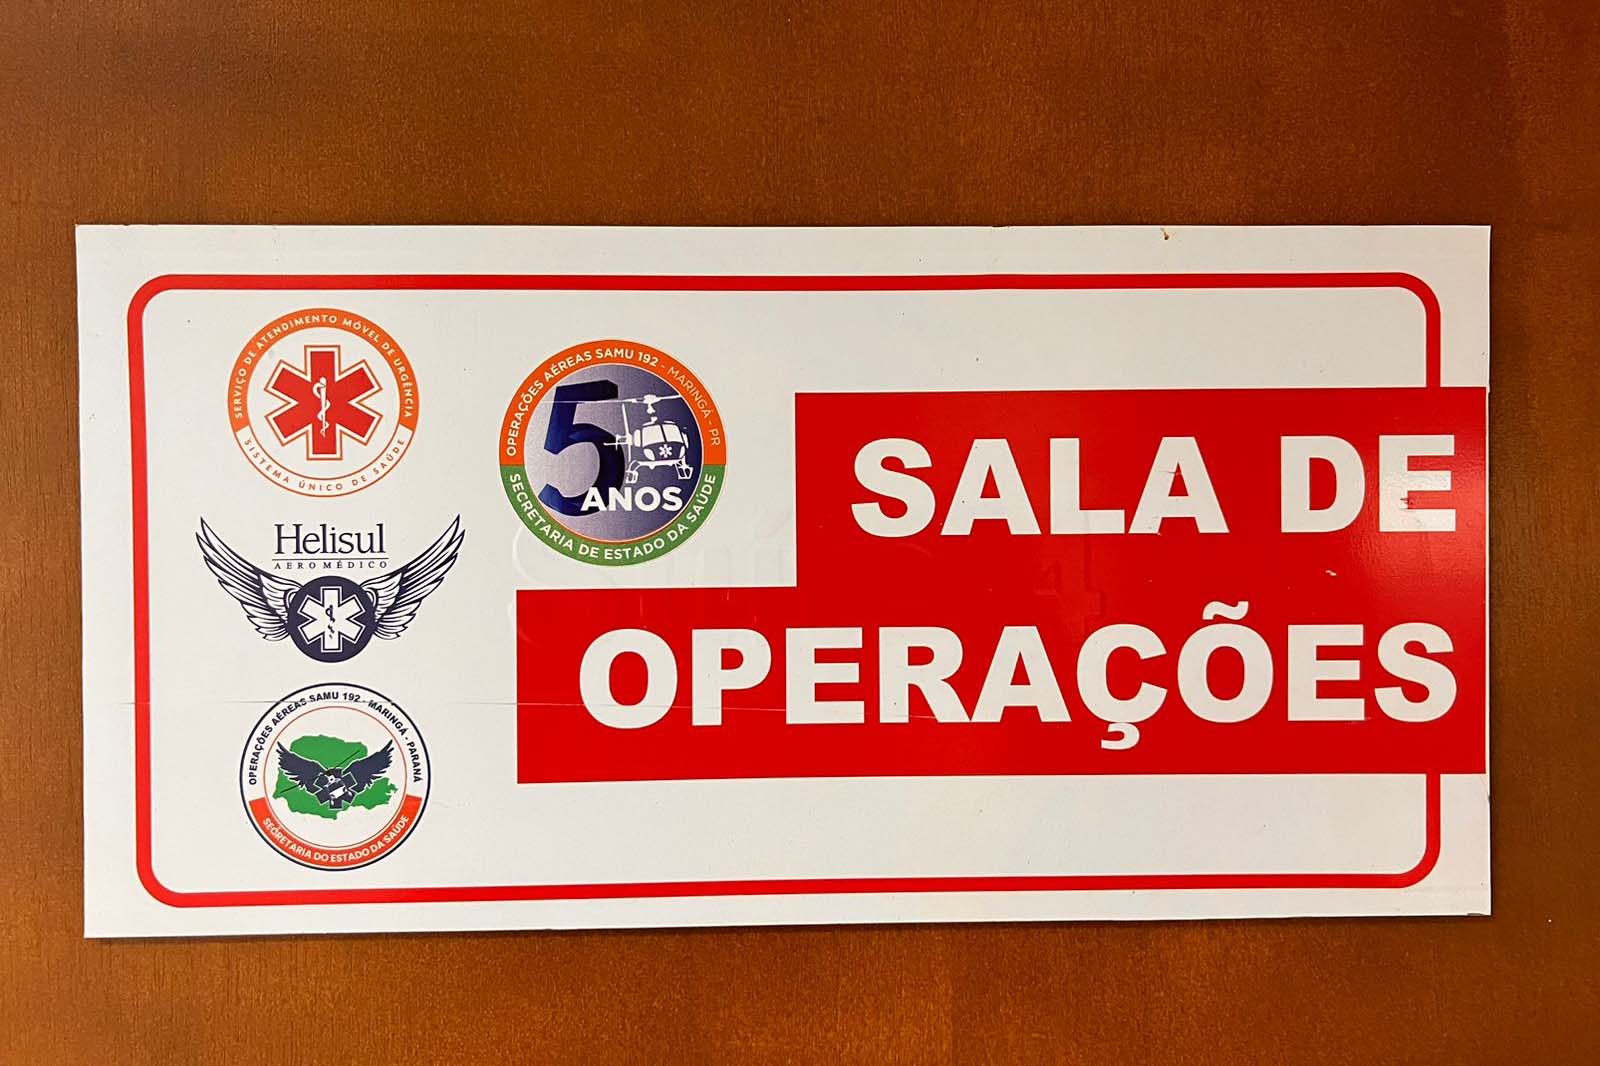 SERVIÇO DE ATENDIMENTO MÓVEL DE URGÊNCIA
SISTEMA ÚNICO DE SAÚDE
Helisul
AEROMÉDICO
OPERAÇÕES AÉREAS SAMU 192 - MARINGÁ - PARANÁ
SECRETARIA DO ESTADO DA SAÚDE
OPERAÇÕES AÉREAS SAMU 192 - MARINGÁ - PR
5
ANOS
SECRETARIA DE ESTADO DA SAÚDE
SALA DE
OPERAÇÕES